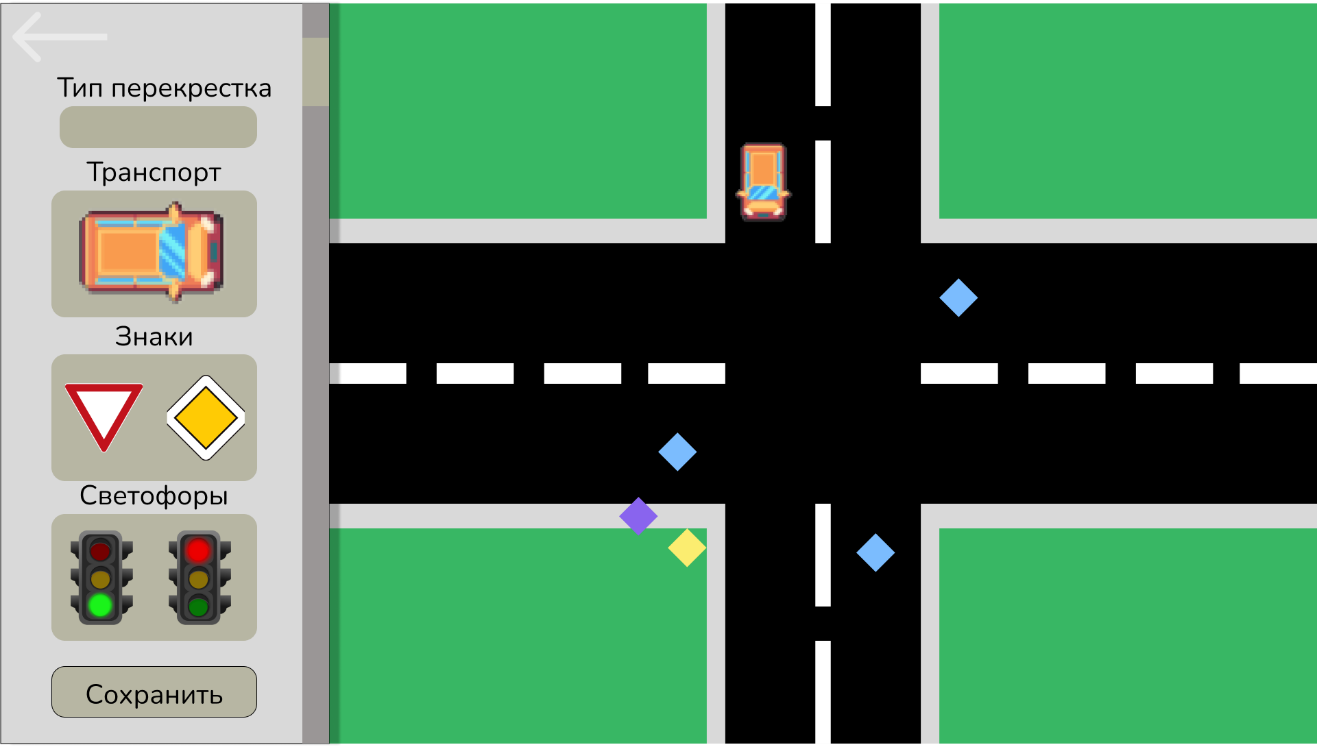 Тип перекрестка
Транспорт
Знаки
Светофоры
Сохранить